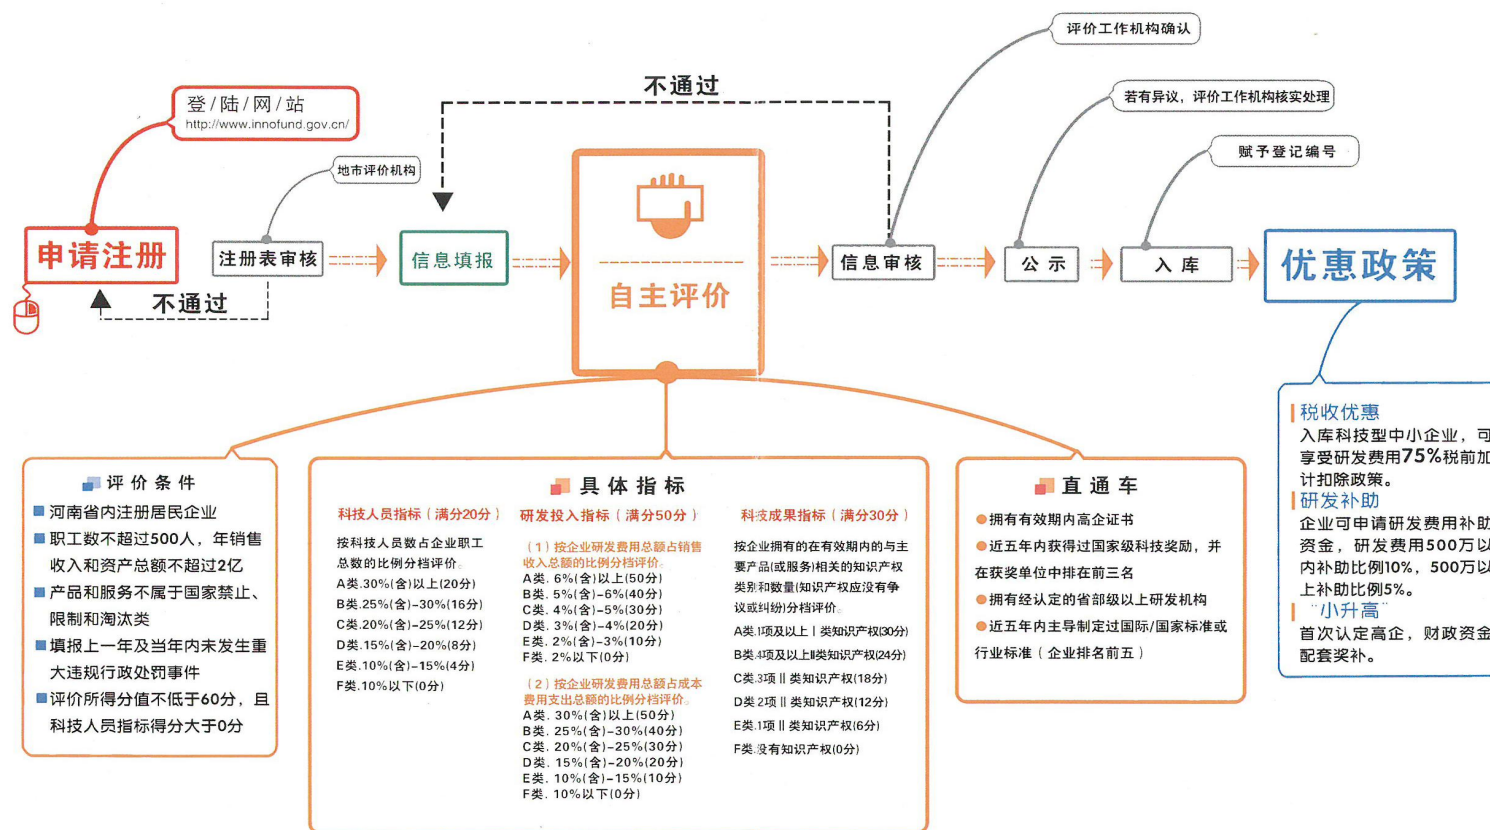 评价工作机构确认
不通过
登/陆/网/站
http://www.innofund.gov.cn/
若有异议，评价工作机构核实处理
地市评价机构
赋予登记编号
申请注册
注册表审核
信息填报
自主评价
信息审核
公示
入库
优惠政策
不通过
评价条件
河南省内注册居民企业
职工数不超过500人，年销售
收入和资产总额不超过2亿
产品和服务不属于国家禁止、
限制和淘汰类
填报上一年及当年内未发生重
大违规行政处罚事件
评价所得分值不低于60分，且
科技人员指标得分大于0分
具体指标
科技人员指标（满分20分）
按科技人员数占企业职工
总数的比例分档评价。
A类.30%(含)以上(20分)
B类.25%(含)-30%(16分)
C类.20%(含)-25%(12分)
D类.15%(含)-20%(8分)
E类.10%(含)-15%(4分)
F类.10%以下(0分)
研发投入指标（满分50分）
（1）按企业研发费用总额占销售
收入总额的比例分档评价。
A类. 6%(含)以上(50分)
B类. 5%(含)-6%(40分)
C类. 4%(含)-5%(30分)
D类. 3%(含)-4%(20分)
E类. 2%(含)-3%(10分)
F类. 2%以下(0分)
（2）按企业研发费用总额占成本
费用支出总额的比例分档评价。
A类. 30%(含)以上(50分)
B类. 25%(含)-30%(40分)
C类. 20%(含)-25%(30分)
D类. 15%(含)-20%(20分)
E类. 10%(含)-15%(10分)
F类. 10%以下(0分)
科技成果指标（满分30分）
按企业拥有的在有效期内的与主
要产品(或服务)相关的知识产权
类别和数量(知识产权应没有争
议或纠纷)分档评价。
A类.1项及以上Ⅰ类知识产权(30分)
B类.4项及以上Ⅱ类知识产权(24分)
C类.3项Ⅱ类知识产权(18分)
D类.2项Ⅱ类知识产权(12分)
E类.1项Ⅱ类知识产权(6分)
F类.没有知识产权(0分)
直通车
拥有有效期内高企证书
近五年内获得过国家级科技奖励，并
在获奖单位中排在前三名
拥有经认定的省部级以上研发机构
近五年内主导制定过国际/国家标准或
行业标准（企业排名前五）
税收优惠
入库科技型中小企业，可
享受研发费用75%税前加
计扣除政策。
研发补助
企业可申请研发费用补助
资金，研发费用500万以
内补助比例10%，500万以
上补助比例5%。
"小升高"
首次认定高企，财政资金
配套奖补。